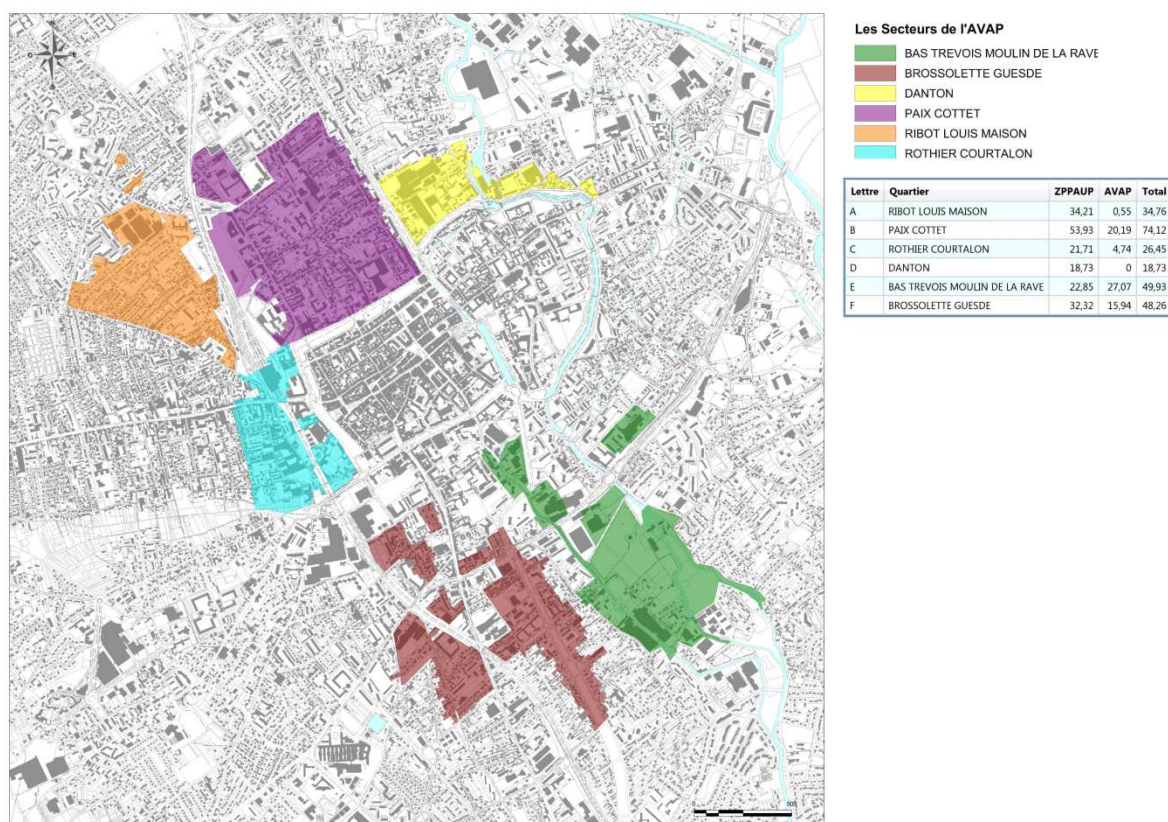 Les Secteurs de l'AVAP
BAS TREVOIS MOULIN DE LA RAVE
BROSSOLETTE GUESDE
DANTON
PAIX COTTET
RIBOT LOUIS MAISON
ROTHIER COURTALON
Lettre Quartier ZPPAUP AVAP Total
A RIBOT LOUIS MAISON 34,21 0,55 34,76
B PAIX COTTET 53,93 20,19 74,12
C ROTHIER COURTALON 21,71 4,74 26,45
D DANTON 18,73 0 18,73
E BAS TREVOIS MOULIN DE LA RAVE 22,85 27,07 49,93
F BROSSOLETTE GUESDE 32,32 15,94 48,26
0 500